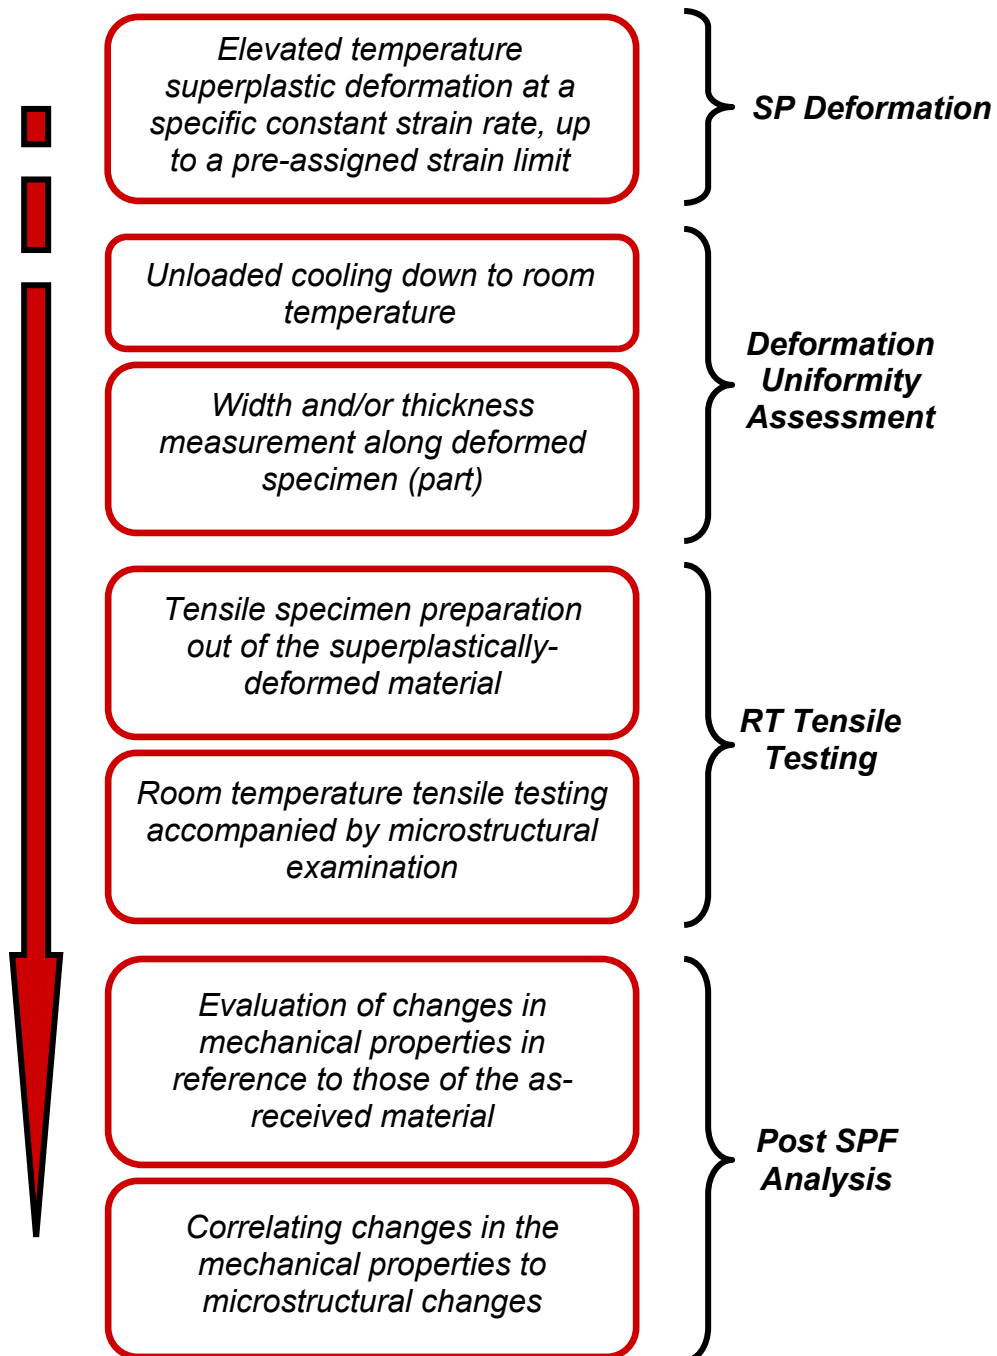 Elevated temperature
superplastic deformation at a
specific constant strain rate, up
to a pre-assigned strain limit
SP Deformation
Unloaded cooling down to room
temperature
Width and/or thickness
measurement along deformed
specimen (part)
Deformation
Uniformity
Assessment
Tensile specimen preparation
out of the superplastically-
deformed material
Room temperature tensile testing
accompanied by microstructural
examination
RT Tensile
Testing
Evaluation of changes in
mechanical properties in
reference to those of the as-
received material
Correlating changes in the
mechanical properties to
microstructural changes
Post SPF
Analysis